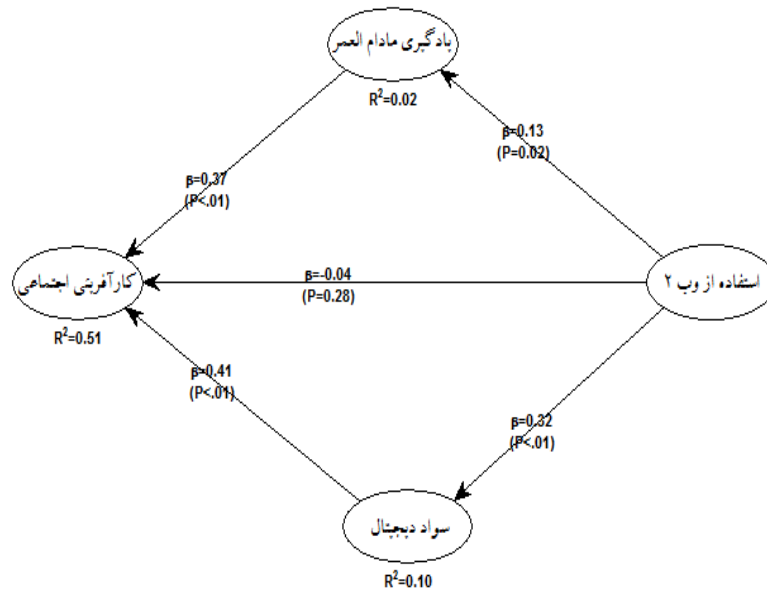 یادگیری مادام العمر
R²=0.02
β=0.13
(P=0.02)
β=0.37
(P<.01)
کارآفرینی اجتماعی
R²=0.51
β=-0.04
(P=0.28)
استفاده از وب ۲
β=0.41
(P<.01)
β=0.32
(P<.01)
سواد دیجیتال
R²=0.10